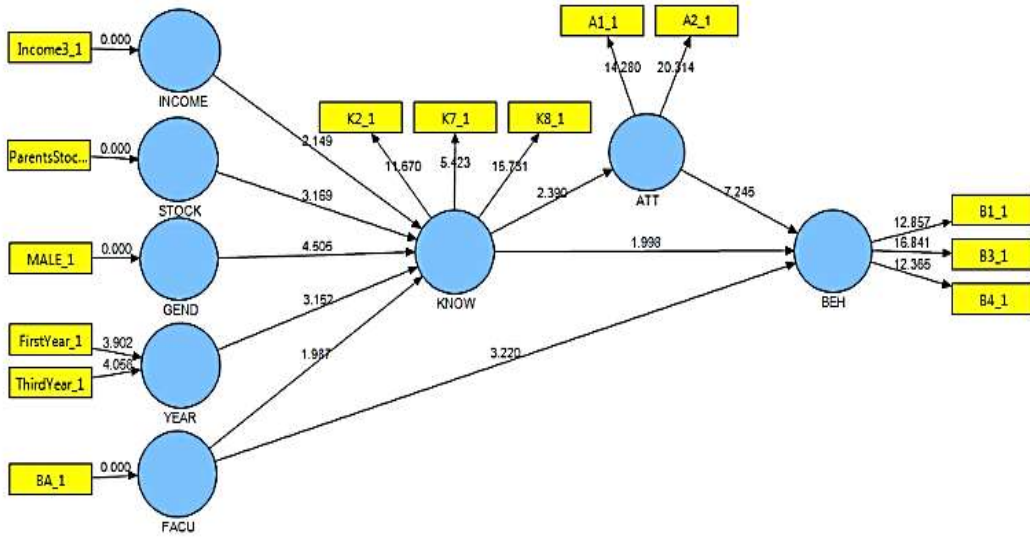 A1_1
A2_1
Income3_1
0.000
14.280
20.314
INCOME
K2_1
K7_1
K8_1
2.149
11.670
5.423
15.731
ParentsStoc...
0.000
STOCK
3.169
2.390
ATT
7.245
MALE_1
0.000
GEND
4.505
KNOW
1.998
BEH
12.857
B1_1
16.841
B3_1
12.365
B4_1
FirstYear_1
3.902
ThirdYear_1
4.058
YEAR
3.152
1.987
3.220
BA_1
0.000
FACU